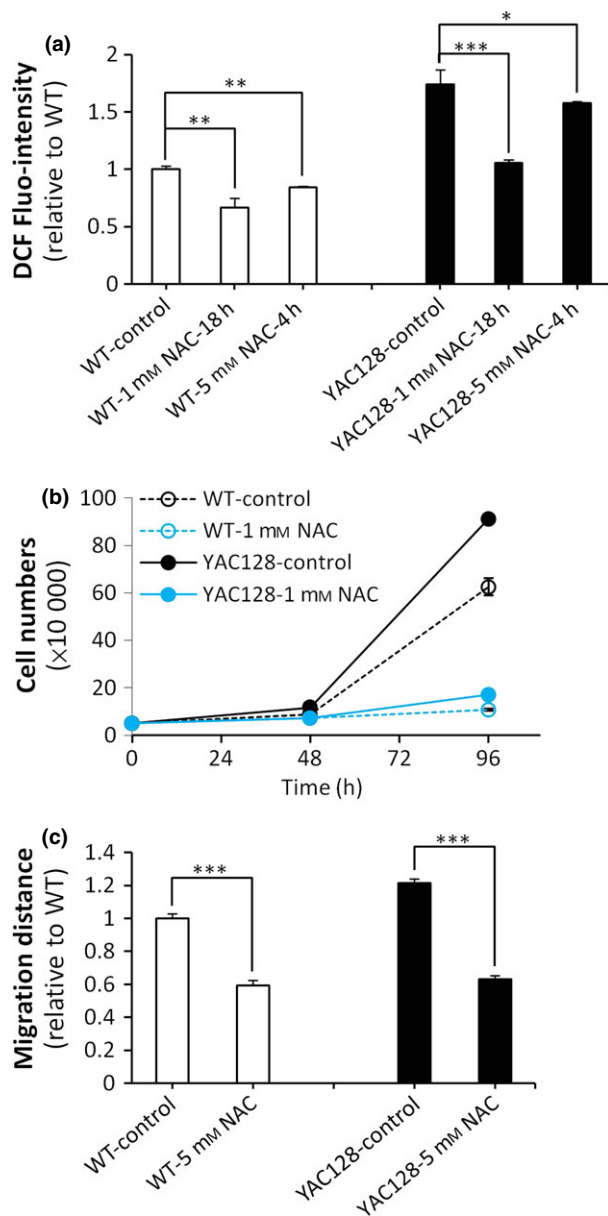 (a)
DCF Fluo-intensity
(relative to WT)
2
1.5
1
0.5
0
**
**
***
*
WT-control
WT-1 mM NAC-18 h
WT-5 mM NAC-4 h
YAC128-control
YAC128-1 mM NAC-18 h
YAC128-5 mM NAC-4 h
(b)
Cell numbers
(×10 000)
100
80
60
40
20
0
WT-control
WT-1 mM NAC
YAC128-control
YAC128-1 mM NAC
0
24
48
72
96
Time (h)
(c)
Migration distance
(relative to WT)
1.4
1.2
1
0.8
0.6
0.4
0.2
0
***
***
WT-control
WT-5 mM NAC
YAC128-control
YAC128-5 mM NAC